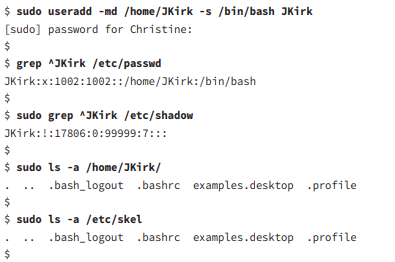 $ sudo useradd -md /home/JKirk -s /bin/bash JKirk
[sudo] password for Christine:
$
$ grep ^JKirk /etc/passwd
JKirk:x:1002:1002::/home/JKirk:/bin/bash
$
$ sudo grep ^JKirk /etc/shadow
JKirk:!:17806:0:99999:7:::
$
$ sudo ls -a /home/JKirk/
.  ..  .bash_logout  .bashrc  examples.desktop  .profile
$
$ sudo ls -a /etc/skel
.  ..  .bash_logout  .bashrc  examples.desktop  .profile
$